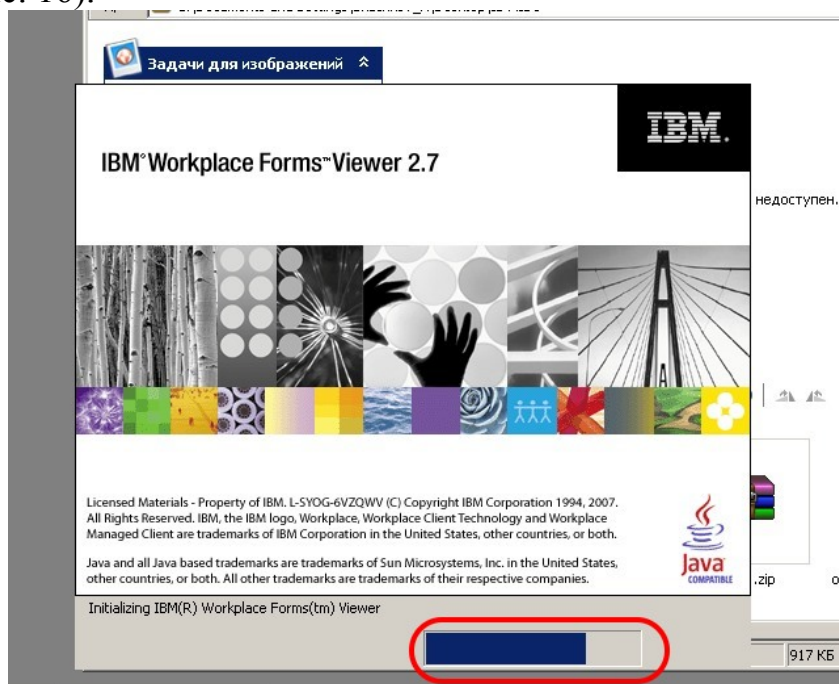 с. 10).
Задачи для изображений
IBM.
IBM® Workplace Forms™ Viewer 2.7
недоступен.
Licensed Materials - Property of IBM. L-SYOG-6VZQWV (C) Copyright IBM Corporation 1994, 2007.
All Rights Reserved. IBM, the IBM logo, Workplace, Workplace Client Technology and Workplace
Managed Client are trademarks of IBM Corporation in the United States, other countries, or both.
Java and all Java based trademarks are trademarks of Sun Microsystems, Inc. in the United States,
other countries, or both. All other trademarks are trademarks of their respective companies.
Java
COMPATIBLE
.zip
Initializing IBM(R) Workplace Forms(tm) Viewer
917 КБ